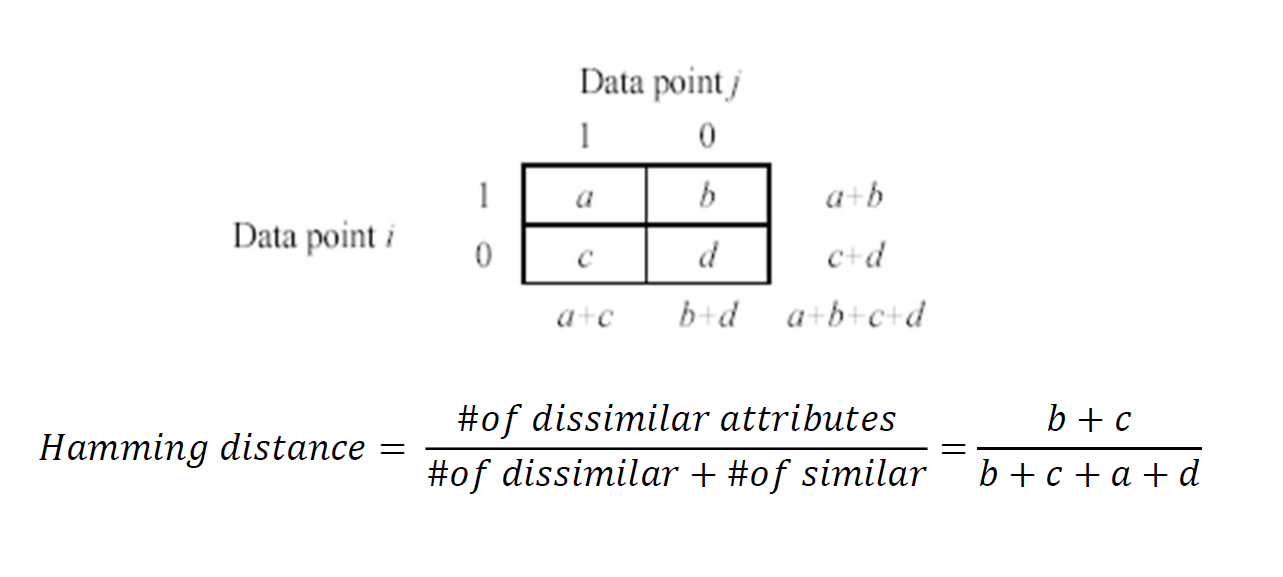 Data point j
1 0
1 a b a+b
Data point i
0 c d c+d
a+c b+d a+b+c+d
Hamming distance = #of dissimilar attributes / #of dissimilar + #of similar = b + c / b + c + a + d